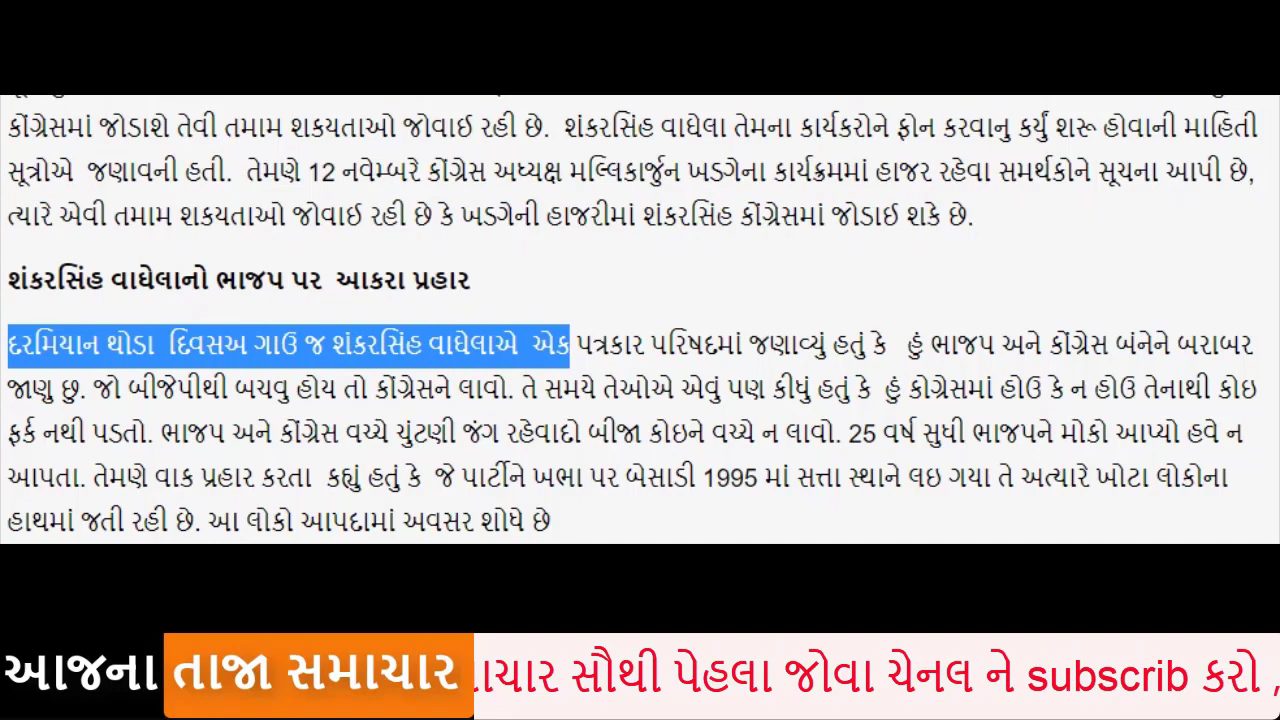 કોંગ્રેસમાં જોડાશે તેવી તમામ શકયતાઓ જોવાઈ રહી છે.  શંકરસિંહ વાઘેલા તેમના કાર્યકરોને ફોન કરવાનુ કર્યું શરૂ હોવાની માહિતી
સૂત્રોએ  જણાવની હતી.  તેમણે 12 નવેમ્બરે કોંગ્રેસ અધ્યક્ષ મલ્લિકાર્જુન ખડગેના કાર્યક્રમમાં હાજર રહેવા સમર્થકોને સૂચના આપી છે,
ત્યારે એવી તમામ શકયતાઓ જોવાઈ રહી છે કે ખડગેની હાજરીમાં શંકરસિંહ કોંગ્રેસમાં જોડાઈ શકે છે.
શંકરસિંહ વાઘેલાનો ભાજપ પર  આકરા પ્રહાર
દરમિયાન થોડા  દિવસઅ ગાઉ જ શંકરસિંહ વાઘેલાએ  એક પત્રકાર પરિષદમાં જણાવ્યું હતું કે   હું ભાજપ અને કોંગ્રેસ બંનેને બરાબર
જાણુ છુ. જો બીજેપીથી બચવુ હોય તો કોંગ્રેસને લાવો. તે સમયે તેઓએ એવું પણ કીધું હતું કે  હું કોગ્રેસમાં હોઉ કે ન હોઉ તેનાથી કોઇ
ફર્ક નથી પડતો. ભાજપ અને કોંગ્રેસ વચ્ચે ચુંટણી જંગ રહેવાદો બીજા કોઇને વચ્ચે ન લાવો. 25 વર્ષ સુધી ભાજપને મોકો આપ્યો હવે ન
આપતા. તેમણે વાક પ્રહાર કરતા  કહ્યું હતું કે  જે પાર્ટીને ખભા પર બેસાડી 1995 માં સત્તા સ્થાને લઇ ગયા તે અત્યારે ખોટા લોકોના
હાથમાં જતી રહી છે. આ લોકો આપદામાં અવસર શોધે છે
આજના તાજા સમાચાર ાચાર સૌથી પેહલા જોવા ચેનલ ને subscrib કરો ,